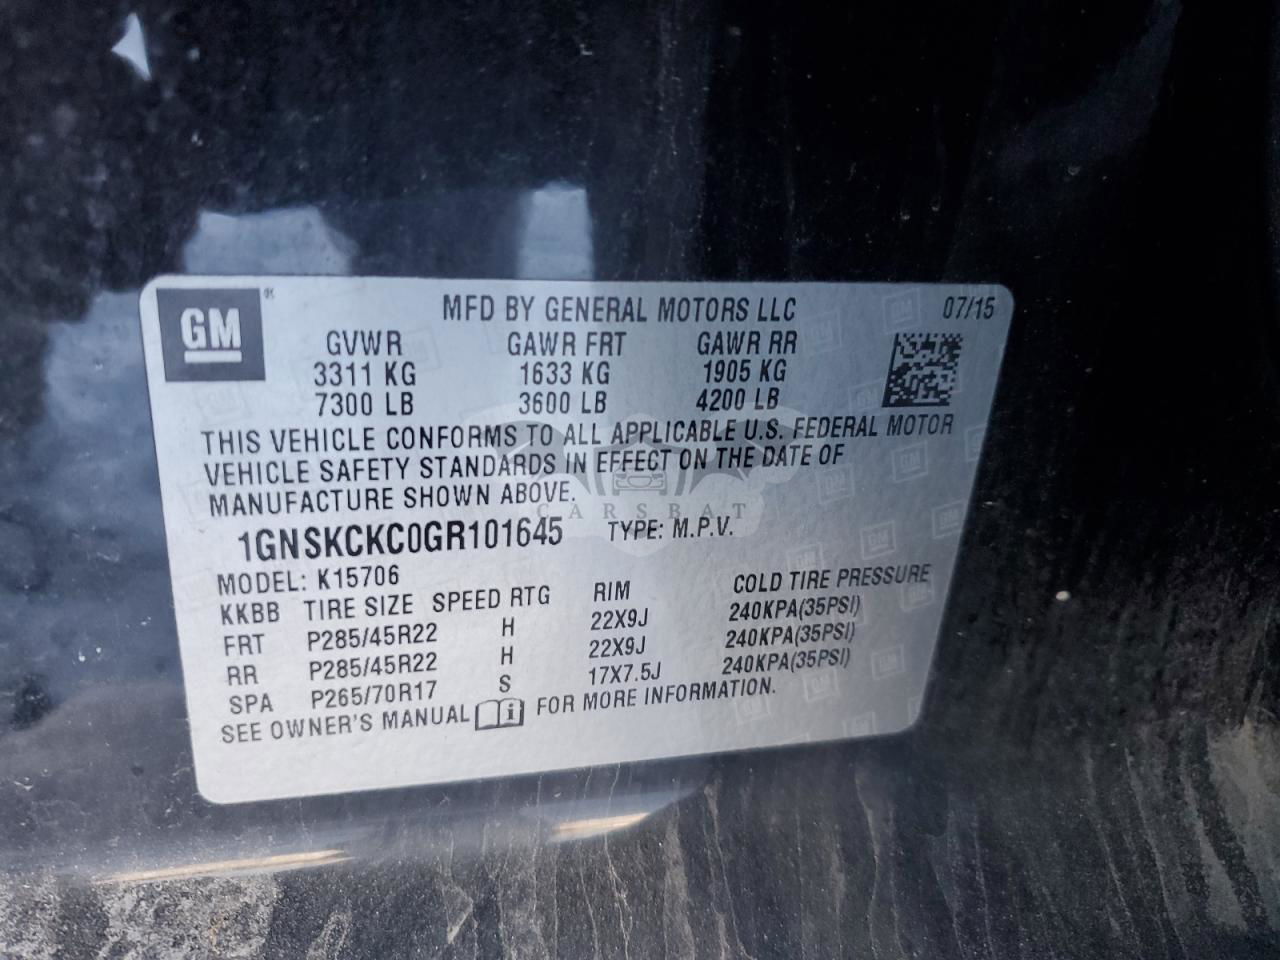 GM® MFD BY GENERAL MOTORS LLC 07/15
GVWR GAWR FRT GAWR RR
3311 KG 1633 KG 1905 KG
7300 LB 3600 LB 4200 LB
THIS VEHICLE CONFORMS TO ALL APPLICABLE U.S. FEDERAL MOTOR
VEHICLE SAFETY STANDARDS IN EFFECT ON THE DATE OF
MANUFACTURE SHOWN ABOVE.
CARSBAT
1GNSKCKC0GR101645 TYPE: M.P.V.
MODEL: K15706
KKBB TIRE SIZE SPEED RTG RIM COLD TIRE PRESSURE
FRT P285/45R22 H 22X9J 240KPA(35PSI)
RR P285/45R22 H 22X9J 240KPA(35PSI)
SPA P265/70R17 S 17X7.5J 240KPA(35PSI)
SEE OWNER'S MANUAL i FOR MORE INFORMATION.